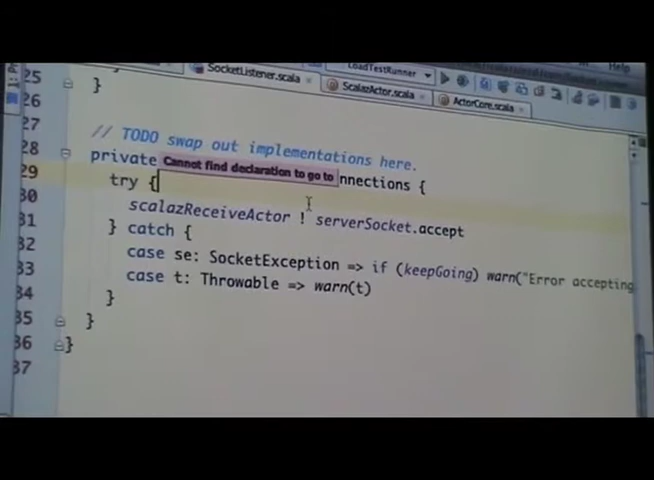 Help
SocketListener.scala
LoadTestRunner
ScalazActor.scala
ActorCore.scala
25 }
26
27
28 // TODO swap out implementations here.
29 private Cannot find declaration to go to nnections {
30 try {
31 scalazReceiveActor ! serverSocket.accept
32 } catch {
33 case se: SocketException => if (keepGoing) warn("Error accepting
34 case t: Throwable => warn(t)
35 }
36 }
37 }